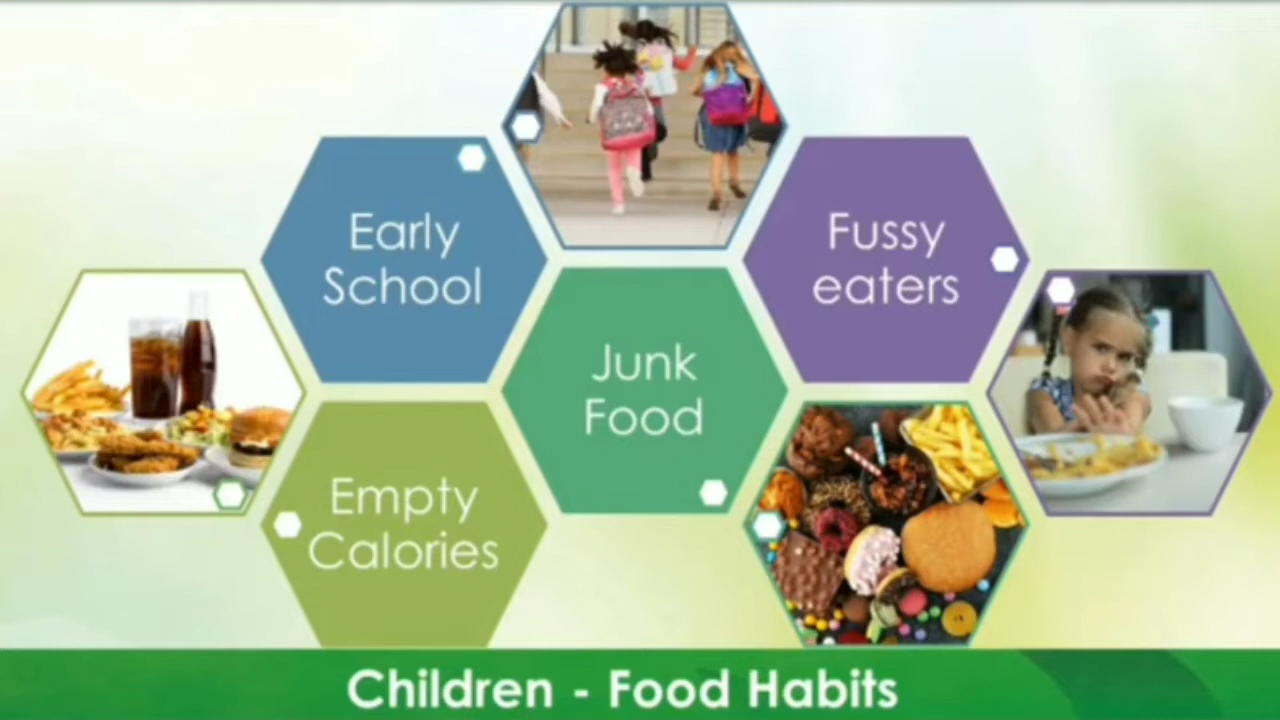 Early
School
Fussy
eaters
Junk
Food
Empty
Calories
Children - Food Habits